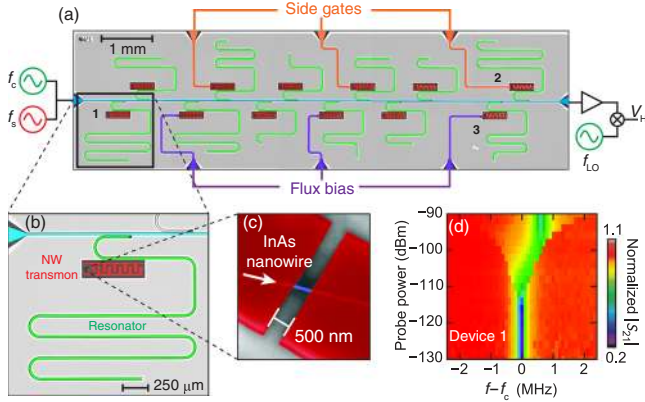 (a)
Side gates
1 mm
f_c
f_s
1
2
3
V_H
f_LO
Flux bias
(b)
NW
transmon
Resonator
250 μm
(c)
InAs
nanowire
500 nm
(d)
Probe power (dBm)
-90
-100
-110
-120
-130
Device 1
-2 -1 0 1 2
f–f_c (MHz)
1.1
0.2
Normalized |S_21|